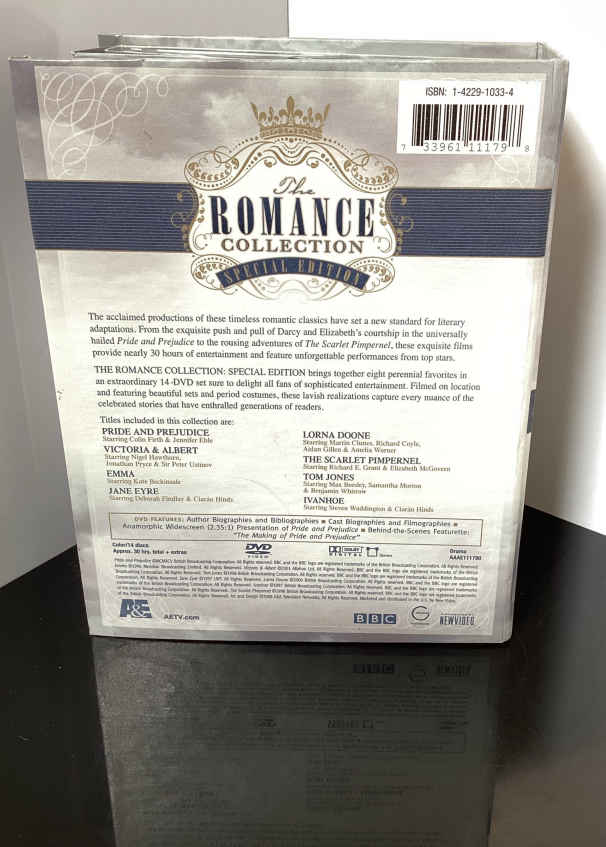 ISBN: 1-4229-1033-4
7 33961 11179 8
The
ROMANCE
COLLECTION
SPECIAL EDITION
The acclaimed productions of these timeless romantic classics have set a new standard for literary
adaptations. From the exquisite push and pull of Darcy and Elizabeth's courtship in the universally
hailed Pride and Prejudice to the rousing adventures of The Scarlet Pimpernel, these exquisite films
provide nearly 30 hours of entertainment and feature unforgettable performances from top stars.
THE ROMANCE COLLECTION: SPECIAL EDITION brings together eight perennial favorites in
an extraordinary 14-DVD set sure to delight all fans of sophisticated entertainment. Filmed on location
and featuring beautiful sets and period costumes, these lavish realizations capture every nuance of the
celebrated stories that have enthralled generations of readers.
Titles included in this collection are:
PRIDE AND PREJUDICE
Starring Colin Firth & Jennifer Ehle
VICTORIA & ALBERT
Starring Nigel Hawthorn,
Jonathan Pryce & Sir Peter Ustinov
EMMA
Starring Kate Beckinsale
JANE EYRE
Starring Deborah Findley & Ciarán Hinds
LORNA DOONE
Starring Martin Clunes, Richard Coyle,
Aidan Gillen & Amelia Warner
THE SCARLET PIMPERNEL
Starring Richard E. Grant & Elizabeth McGovern
TOM JONES
Starring Max Beesley, Samantha Morton
& Benjamin Whitrow
IVANHOE
Starring Steven Waddington & Ciarán Hinds
DVD FEATURES: Author Biographies and Bibliographies ■ Cast Biographies and Filmographies ■
Anamorphic Widescreen (2.35:1) Presentation of Pride and Prejudice ■ Behind-the-Scenes Featurette:
"The Making of Pride and Prejudice"
Color/14 discs
Approx. 30 hrs. total + extras
DVD
VIDEO
DOLBY
DIGITAL
Drama
AAAE111790
A&E
AETV.com
BBC
NEWVIDEO